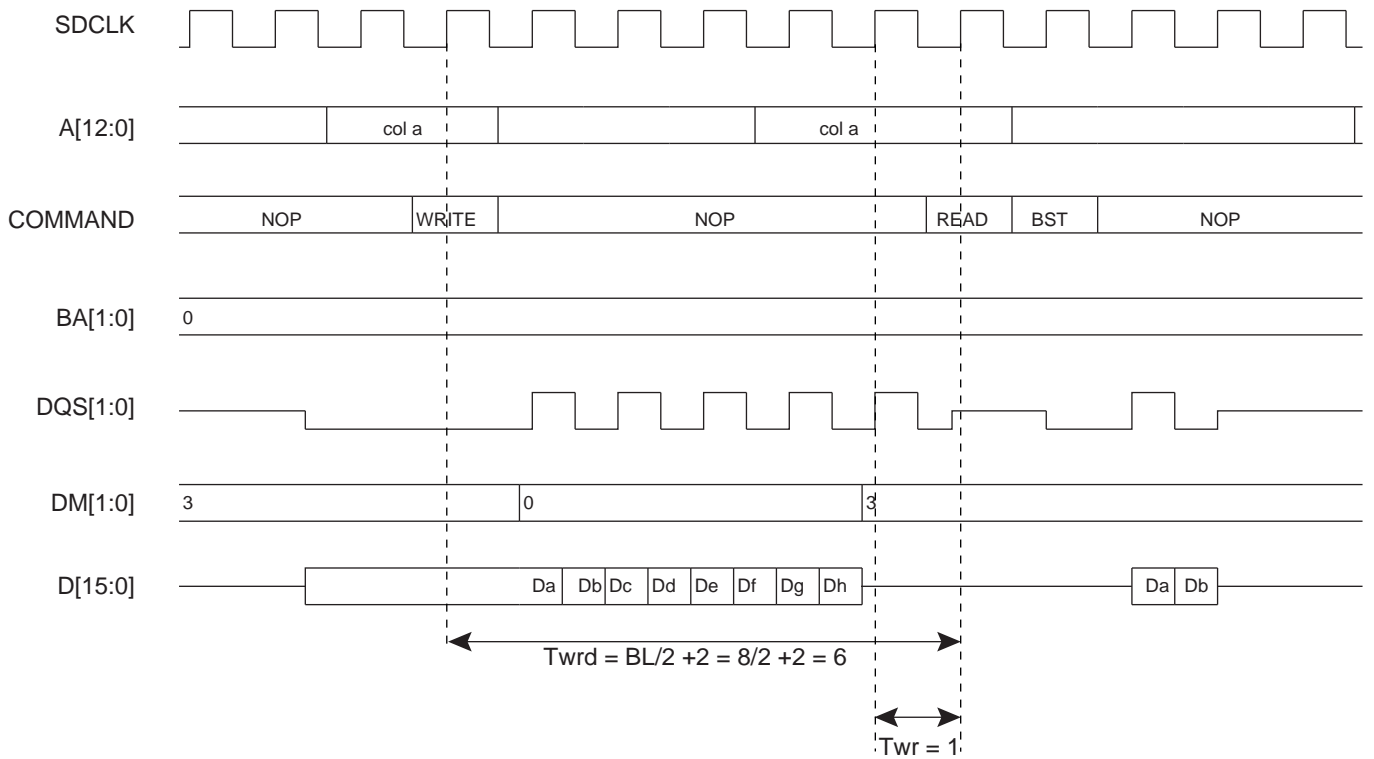 SDCLK
A[12:0] col a col a
COMMAND NOP WRITE NOP READ BST NOP
BA[1:0] 0
DQS[1:0]
DM[1:0] 3 0 3
D[15:0] Da Db Dc Dd De Df Dg Dh Da Db
Twrd = BL/2 +2 = 8/2 +2 = 6
Twr = 1